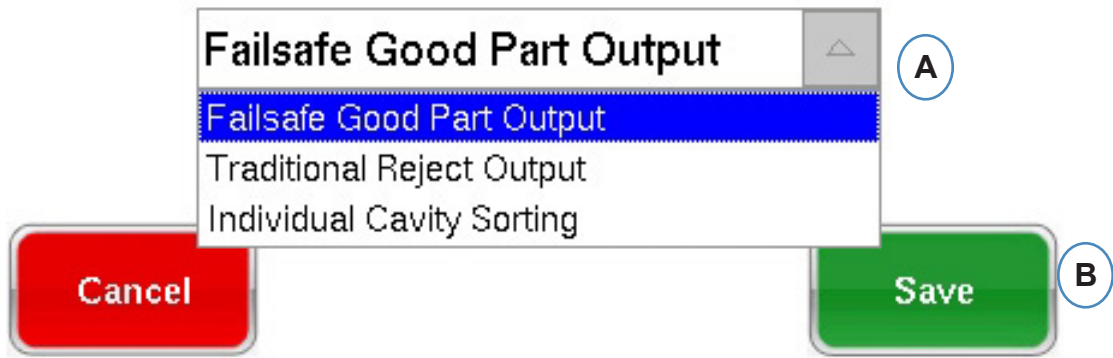 Failsafe Good Part Output
A
Failsafe Good Part Output
Traditional Reject Output
Individual Cavity Sorting
Cancel
Save
B